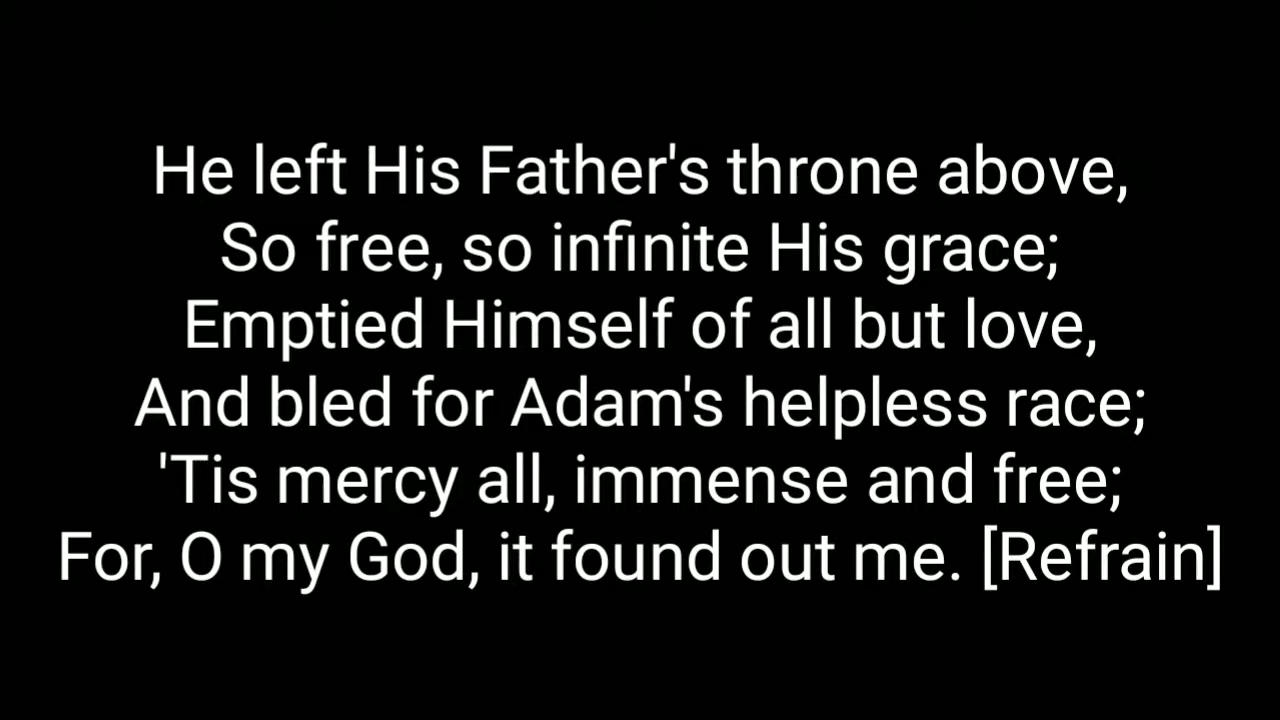 He left His Father's throne above,
So free, so infinite His grace;
Emptied Himself of all but love,
And bled for Adam's helpless race;
'Tis mercy all, immense and free;
For, O my God, it found out me. [Refrain]